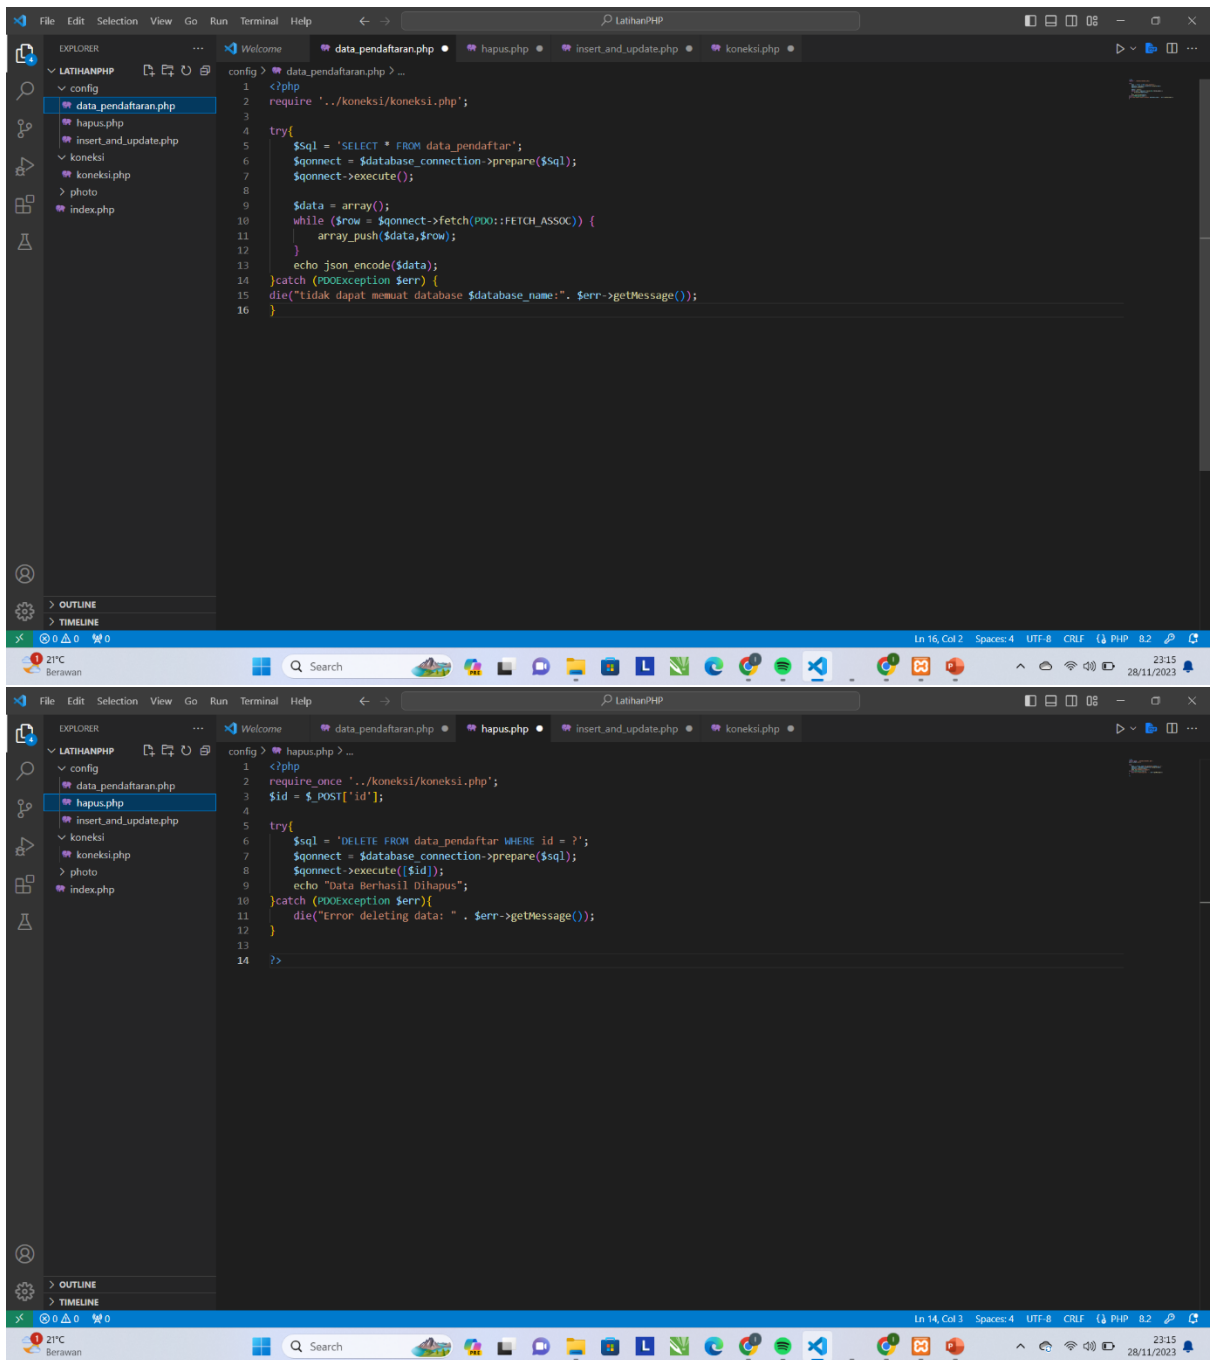 File Edit Selection View Go Run Terminal Help
LatihanPHP
EXPLORER
Welcome
data_pendaftaran.php
hapus.php
insert_and_update.php
koneksi.php
LATIHANPHP
config
data_pendaftaran.php
hapus.php
insert_and_update.php
koneksi
koneksi.php
photo
index.php
config > data_pendaftaran.php > ...
1 <?php
2 require '../koneksi/koneksi.php';
3
4 try{
5 $Sql = 'SELECT * FROM data_pendaftar';
6 $qonnect = $database_connection->prepare($Sql);
7 $qonnect->execute();
8
9 $data = array();
10 while ($row = $qonnect->fetch(PDO::FETCH_ASSOC)) {
11 array_push($data,$row);
12 }
13 echo json_encode($data);
14 }catch (PDOException $err) {
15 die("tidak dapat memuat database $database_name:". $err->getMessage());
16 }
OUTLINE
TIMELINE
0 0 0
Ln 16, Col 2 Spaces: 4 UTF-8 CRLF PHP 8.2
21°C
Berawan
Search
23:15
28/11/2023
File Edit Selection View Go Run Terminal Help
LatihanPHP
EXPLORER
Welcome
data_pendaftaran.php
hapus.php
insert_and_update.php
koneksi.php
LATIHANPHP
config
data_pendaftaran.php
hapus.php
insert_and_update.php
koneksi
koneksi.php
photo
index.php
config > hapus.php > ...
1 <?php
2 require_once '../koneksi/koneksi.php';
3 $id = $_POST['id'];
4
5 try{
6 $sql = 'DELETE FROM data_pendaftar WHERE id = ?';
7 $qonnect = $database_connection->prepare($sql);
8 $qonnect->execute([$id]);
9 echo "Data Berhasil Dihapus";
10 }catch (PDOException $err){
11 die("Error deleting data: " . $err->getMessage());
12 }
13
14 ?>
OUTLINE
TIMELINE
0 0 0
Ln 14, Col 3 Spaces: 4 UTF-8 CRLF PHP 8.2
21°C
Berawan
Search
23:15
28/11/2023